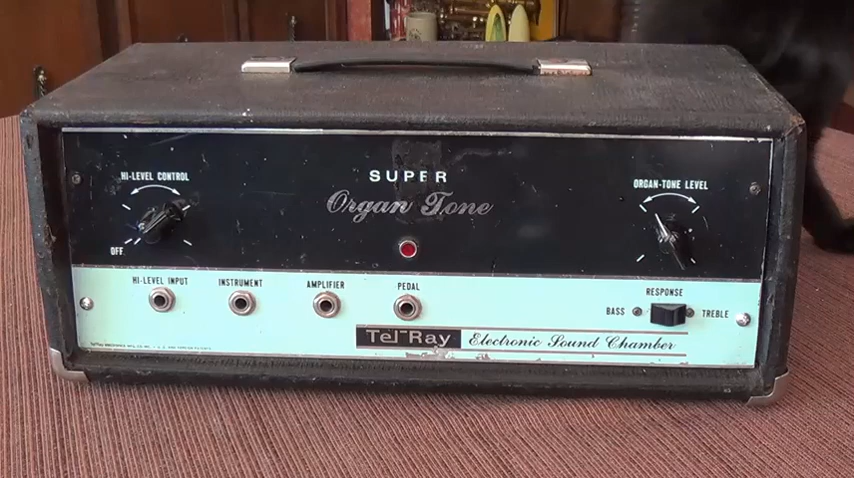 SUPER
Organ Tone
HI-LEVEL CONTROL
OFF
ORGAN-TONE LEVEL
HI-LEVEL INPUT
INSTRUMENT
AMPLIFIER
PEDAL
RESPONSE
BASS
TREBLE
Tel-Ray
Electronic Sound Chamber